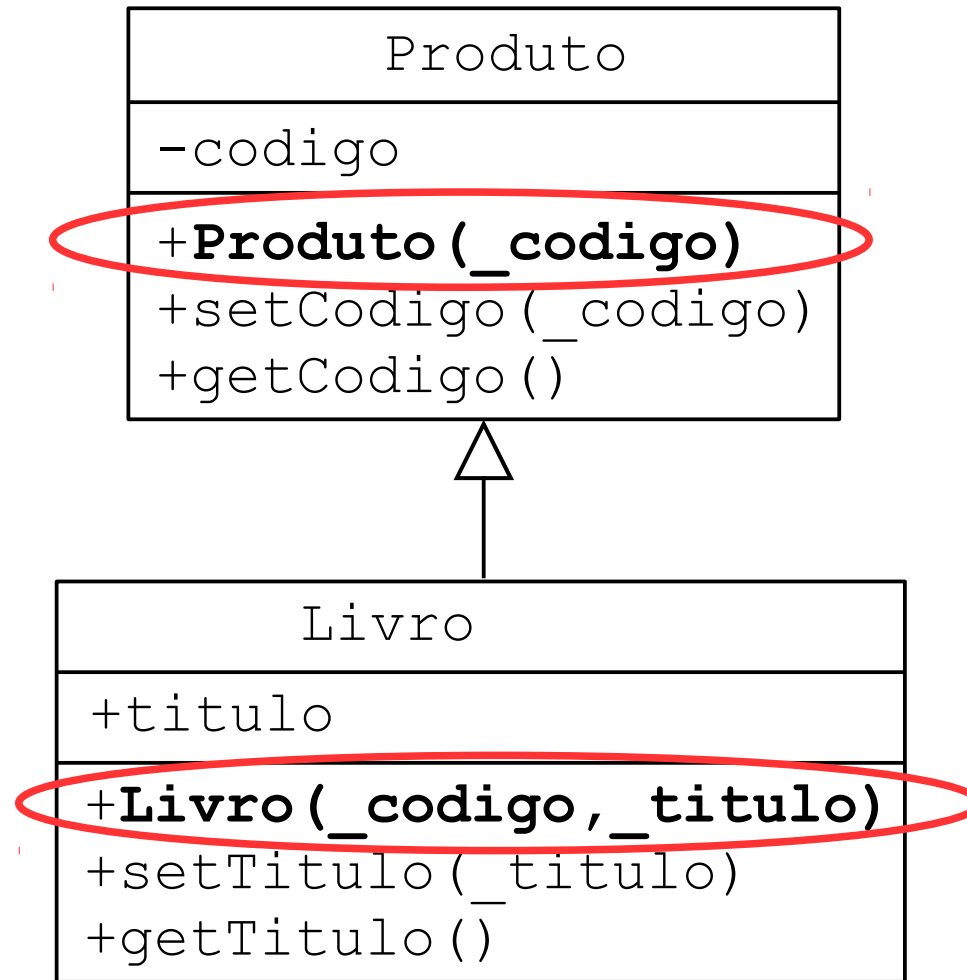 Produto
-codigo
+Produto(_codigo)
+setCodigo(_codigo)
+getCodigo()
Livro
+titulo
+Livro(_codigo,_titulo)
+setTitulo(_titulo)
+getTitulo()